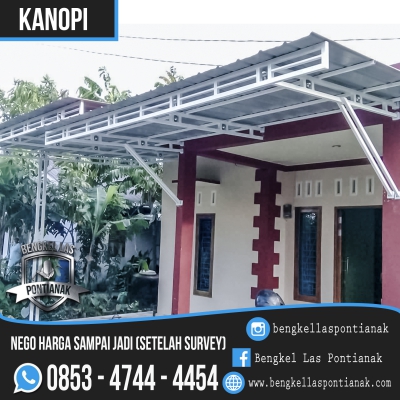 KANOPI
BENGKEL LAS
PONTIANAK
NEGO HARGA SAMPAI JADI (SETELAH SURVEY)
0853 - 4744 - 4454
bengkellaspontianak
Bengkel Las Pontianak
www.bengkellaspontianak.com